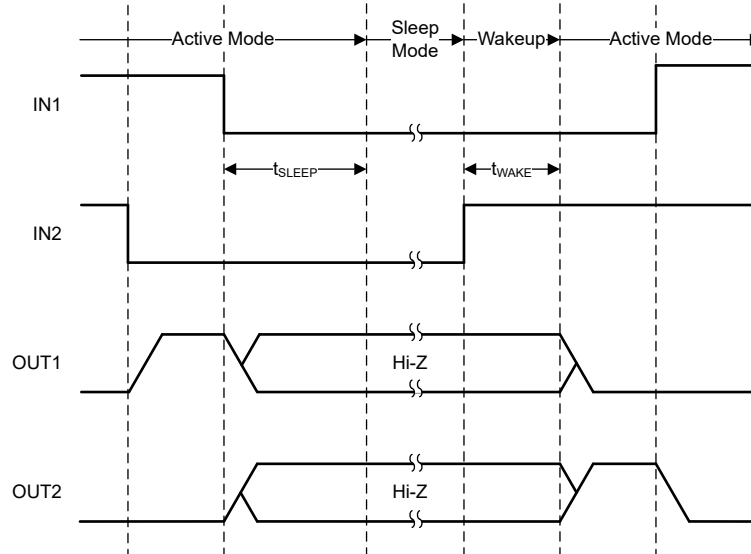 Active Mode
Sleep
Mode
Wakeup
Active Mode
IN1
tSLEEP
tWAKE
IN2
OUT1
Hi-Z
OUT2
Hi-Z